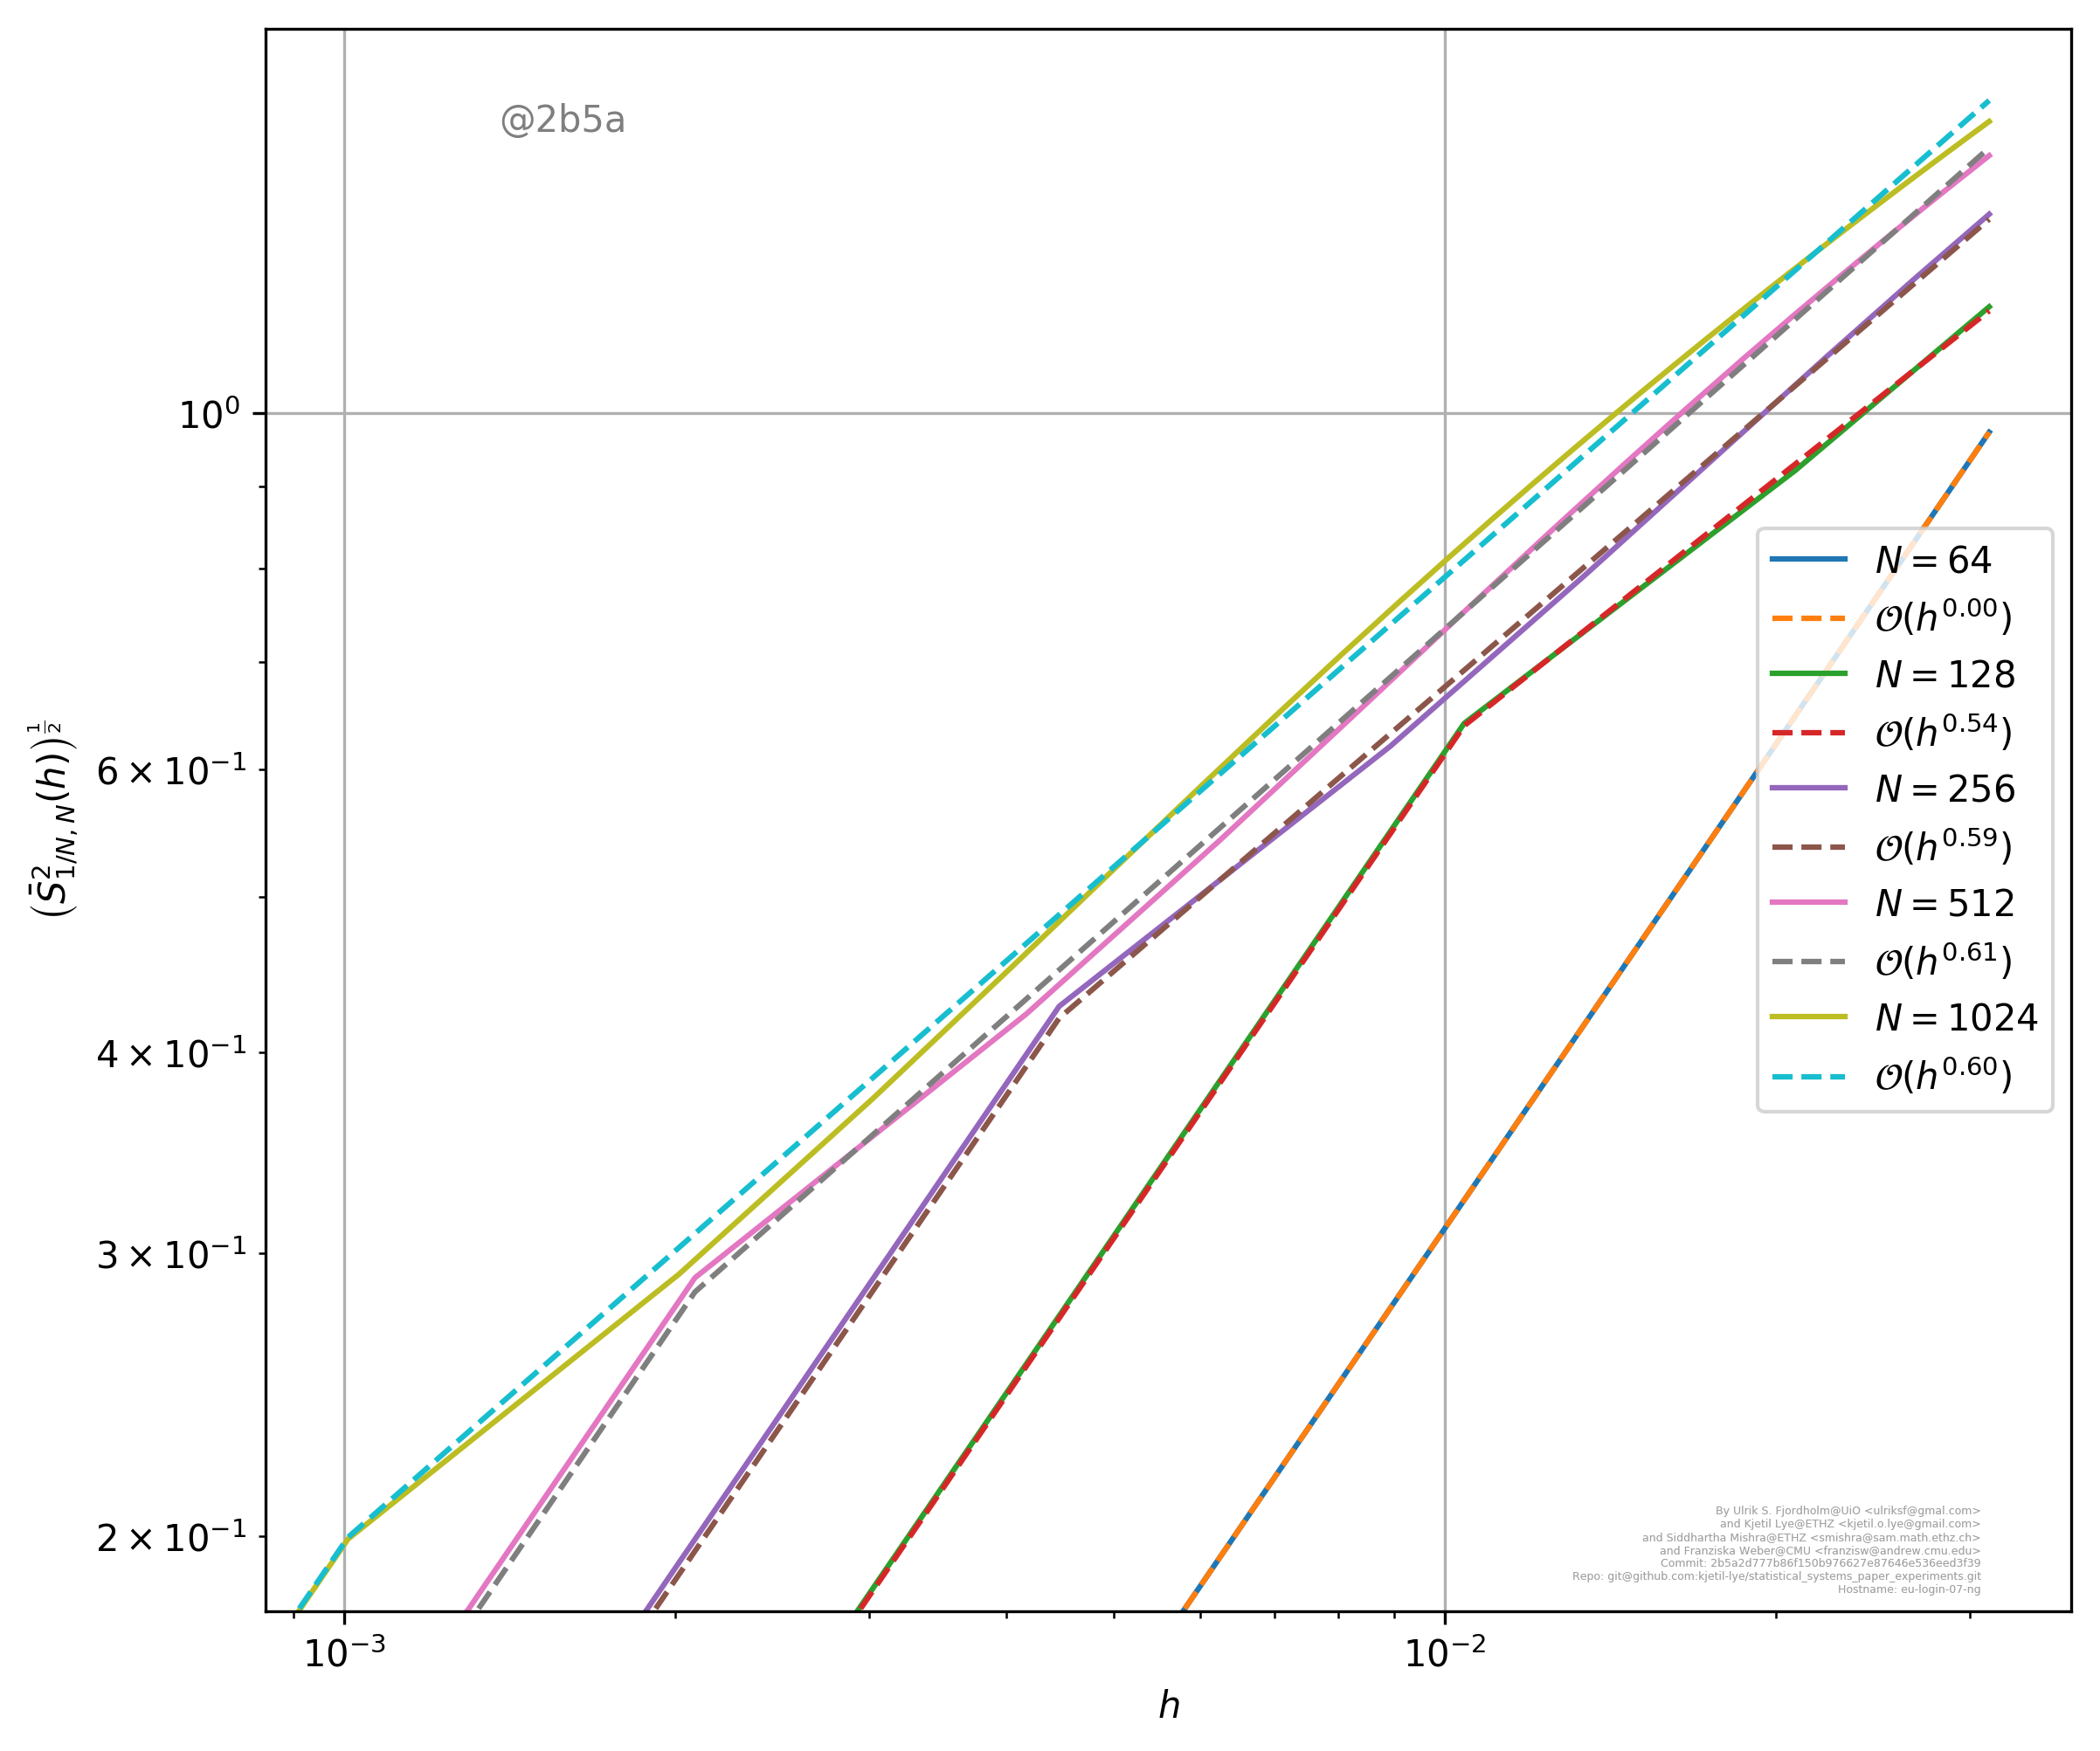 @2b5a
10⁰
6 × 10⁻¹
4 × 10⁻¹
3 × 10⁻¹
2 × 10⁻¹
(S̄²₁/N,N(h))^½
10⁻³
10⁻²
h
N = 64
𝒪(h^0.00)
N = 128
𝒪(h^0.54)
N = 256
𝒪(h^0.59)
N = 512
𝒪(h^0.61)
N = 1024
𝒪(h^0.60)
By Ulrik S. Fjordholm@UiO <ulriksf@gmal.com>
and Kjetil Lye@ETHZ <kjetil.o.lye@gmail.com>
and Siddhartha Mishra@ETHZ <smishra@sam.math.ethz.ch>
and Franziska Weber@CMU <franzisw@andrew.cmu.edu>
Commit: 2b5a2d777b86f150b976627e87646e536eed3f39
Repo: git@github.com:kjetil-lye/statistical_systems_paper_experiments.git
Hostname: eu-login-07-ng